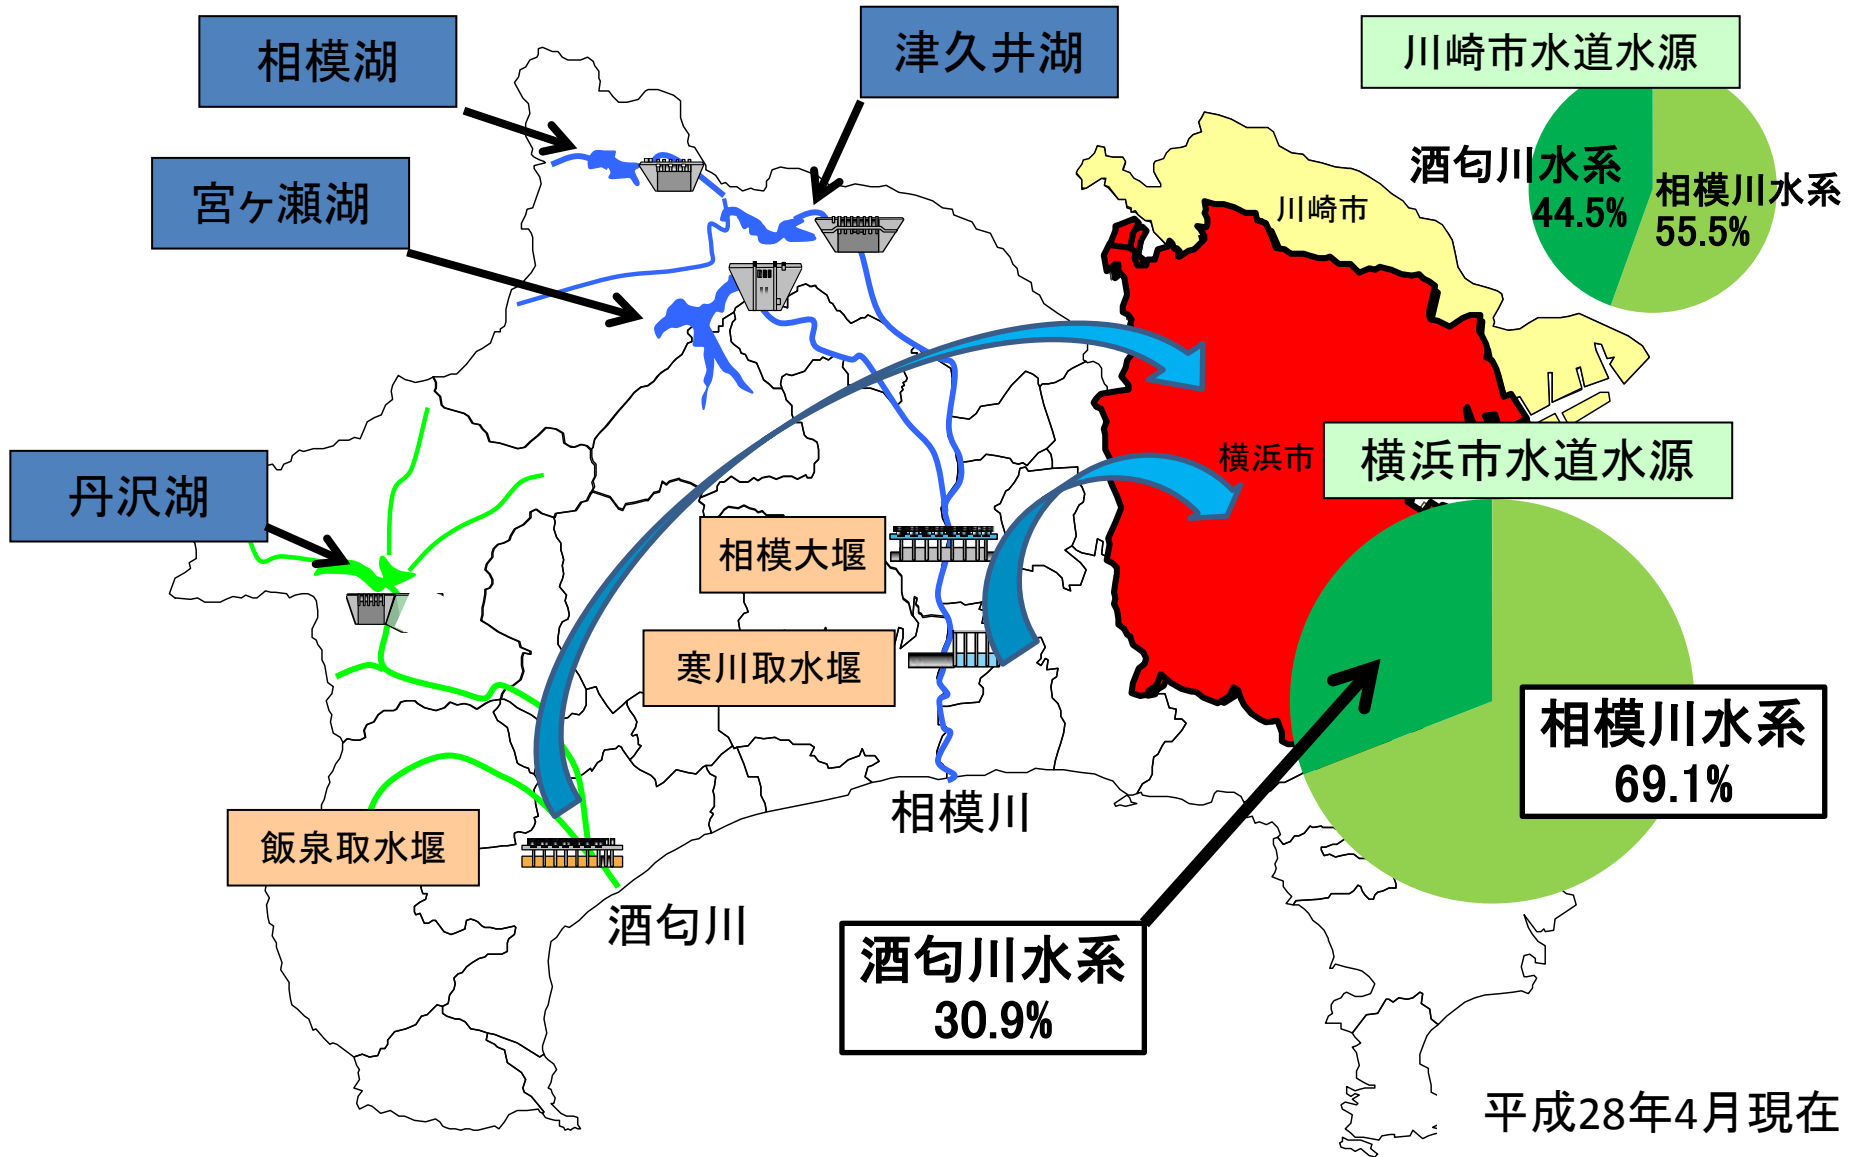 相模湖
津久井湖
川崎市水道水源
宮ヶ瀬湖
川崎市
酒匂川水系
44.5%
相模川水系
55.5%
丹沢湖
横浜市
横浜市水道水源
相模大堰
寒川取水堰
相模川水系
69.1%
飯泉取水堰
相模川
酒匂川
酒匂川水系
30.9%
平成28年4月現在